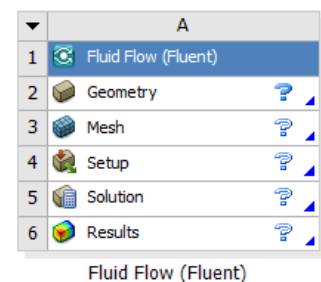 A
1 Fluid Flow (Fluent)
2 Geometry ?
3 Mesh ?
4 Setup ?
5 Solution ?
6 Results ?
Fluid Flow (Fluent)